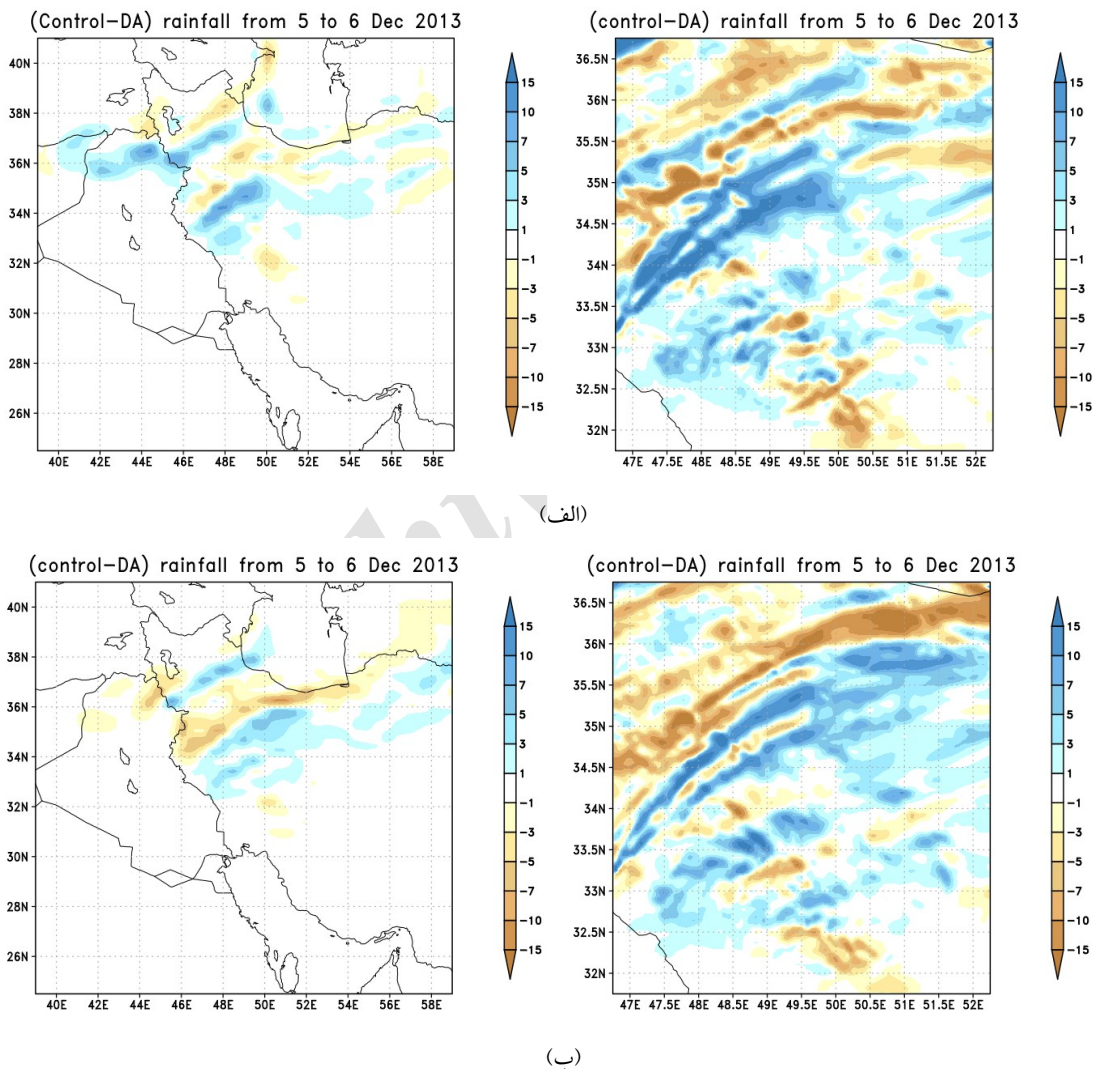 (Control-DA) rainfall from 5 to 6 Dec 2013
40N
38N
36N
34N
32N
30N
28N
26N
40E 42E 44E 46E 48E 50E 52E 54E 56E 58E
15
10
7
5
3
1
-1
-3
-5
-7
-10
-15
(control-DA) rainfall from 5 to 6 Dec 2013
36.5N
36N
35.5N
35N
34.5N
34N
33.5N
33N
32.5N
32N
47E 47.5E 48E 48.5E 49E 49.5E 50E 50.5E 51E 51.5E 52E
15
10
7
5
3
1
-1
-3
-5
-7
-10
-15
(الف)
(control-DA) rainfall from 5 to 6 Dec 2013
40N
38N
36N
34N
32N
30N
28N
26N
40E 42E 44E 46E 48E 50E 52E 54E 56E 58E
15
10
7
5
3
1
-1
-3
-5
-7
-10
-15
(control-DA) rainfall from 5 to 6 Dec 2013
36.5N
36N
35.5N
35N
34.5N
34N
33.5N
33N
32.5N
32N
47E 47.5E 48E 48.5E 49E 49.5E 50E 50.5E 51E 51.5E 52E
15
10
7
5
3
1
-1
-3
-5
-7
-10
-15
(ب)